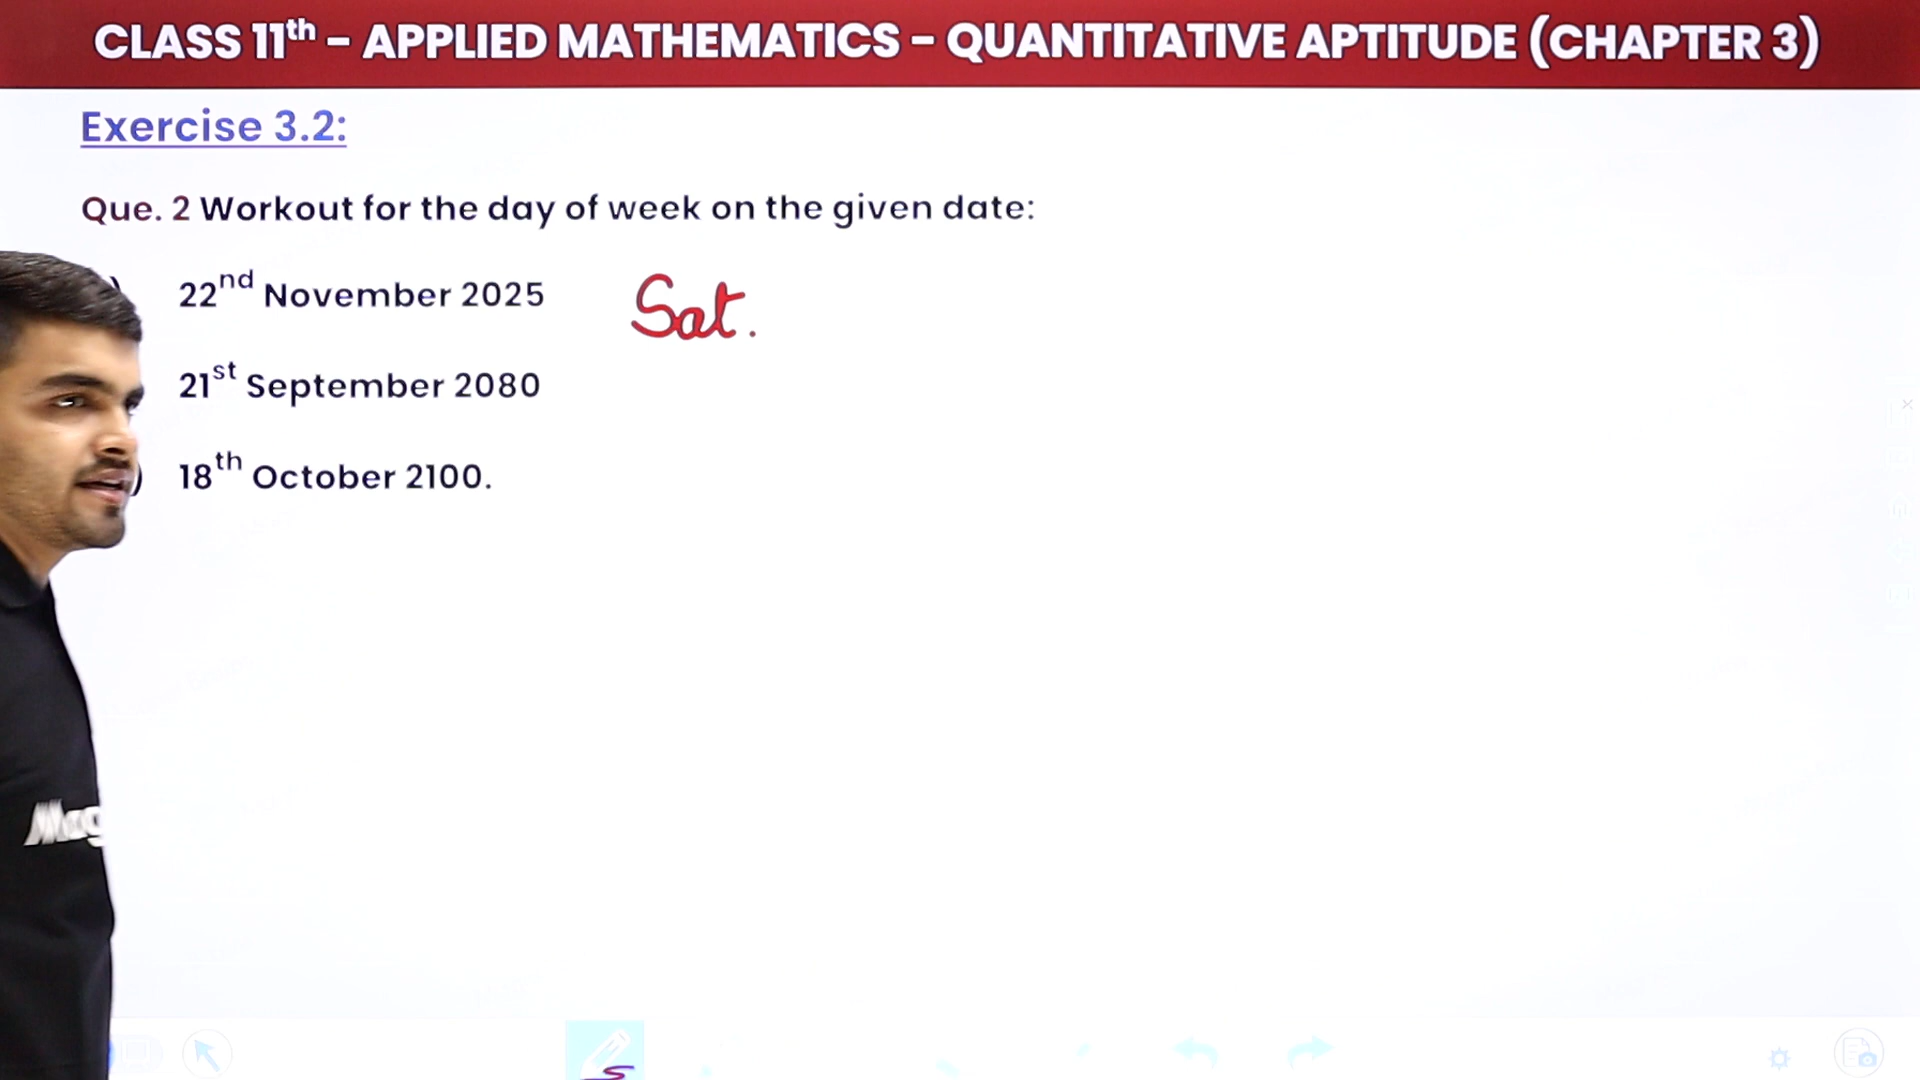 CLASS 11th - APPLIED MATHEMATICS - QUANTITATIVE APTITUDE (CHAPTER 3)
Exercise 3.2:
Que. 2 Workout for the day of week on the given date:
) 22nd November 2025 Sat.
21st September 2080
) 18th October 2100.